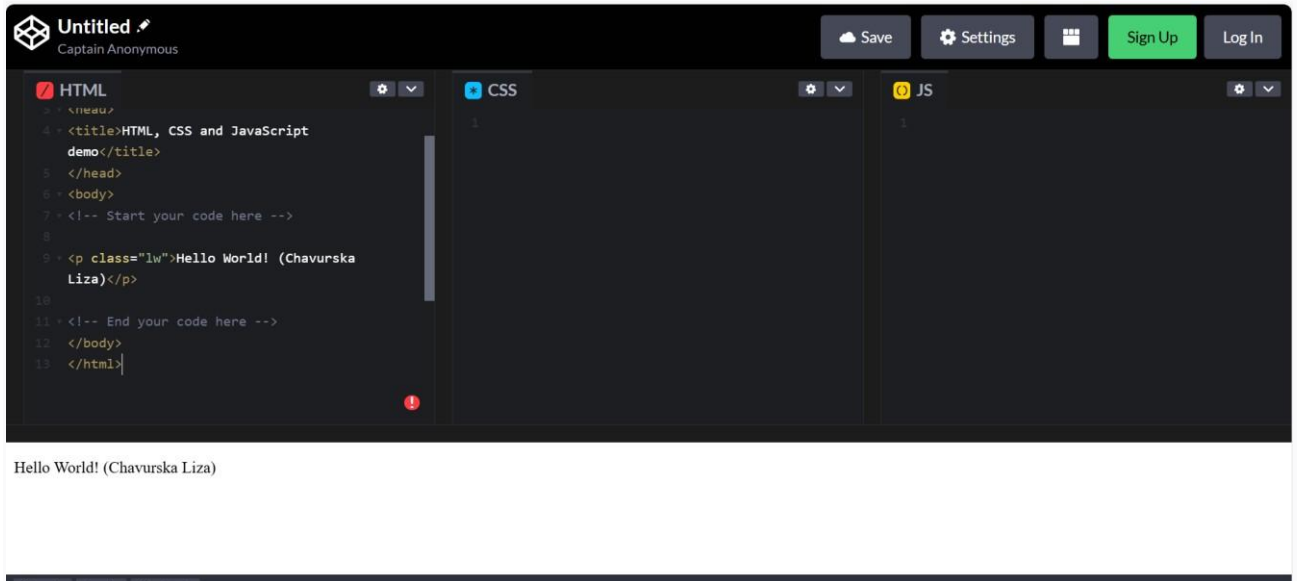 Untitled
Captain Anonymous
Save
Settings
Sign Up
Log In
HTML
CSS
JS
3 <head>
4 <title>HTML, CSS and JavaScript
demo</title>
5 </head>
6 <body>
7 <!-- Start your code here -->
8
9 <p class="lw">Hello World! (Chavurska
Liza)</p>
10
11 <!-- End your code here -->
12 </body>
13 </html>
1
1
Hello World! (Chavurska Liza)